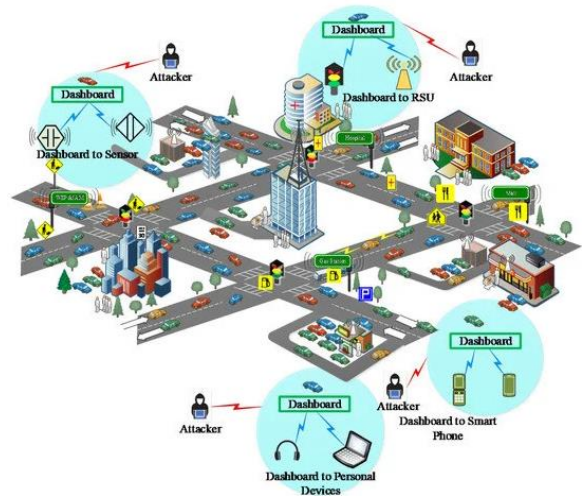 Dashboard
Attacker
Dashboard to RSU
Attacker
Dashboard
Attacker
Dashboard to Sensor
Hospital
Mall
Gas Station
P
Dashboard
Attacker
Dashboard to Smart
Phone
Attacker
Dashboard
Dashboard to Personal
Devices